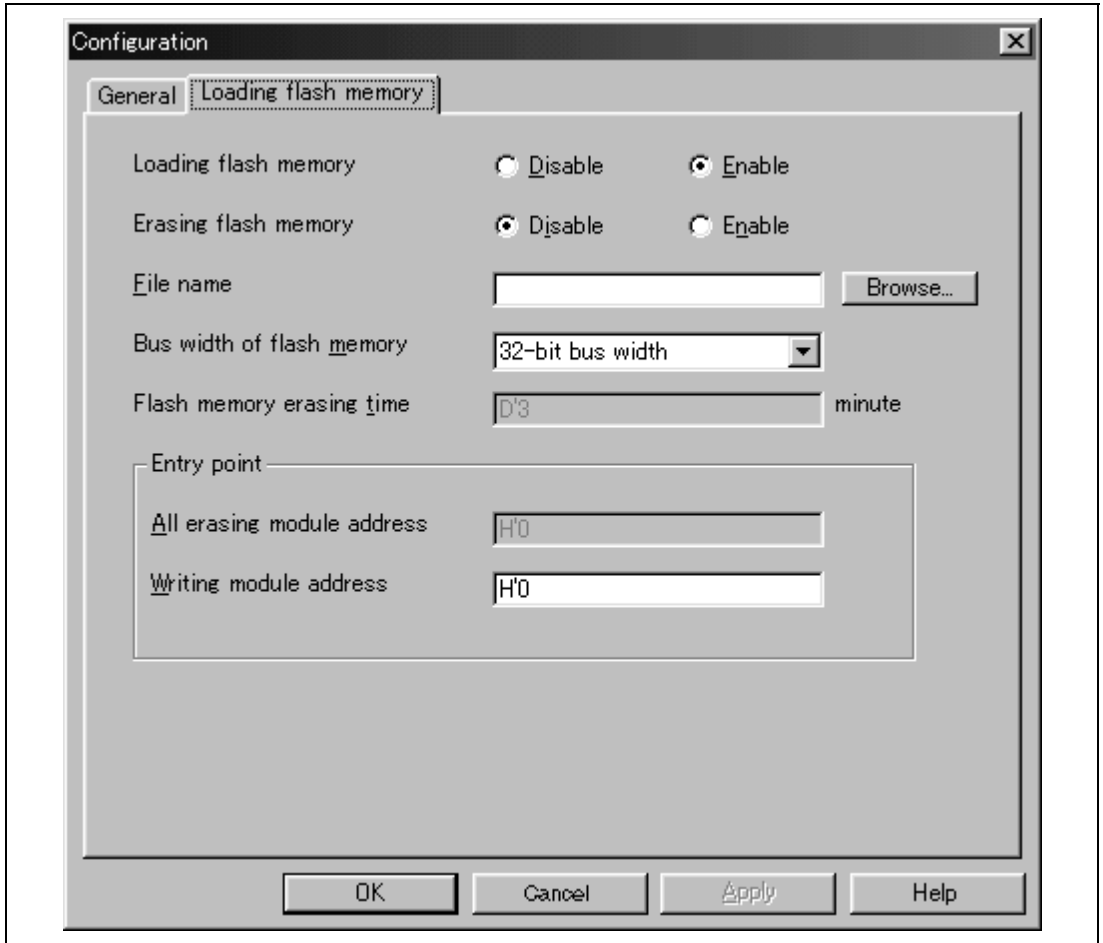 Configuration
General Loading flash memory
Loading flash memory Disable Enable
Erasing flash memory Disable Enable
File name Browse...
Bus width of flash memory 32-bit bus width
Flash memory erasing time D'3 minute
Entry point
All erasing module address H'0
Writing module address H'0
OK Cancel Apply Help